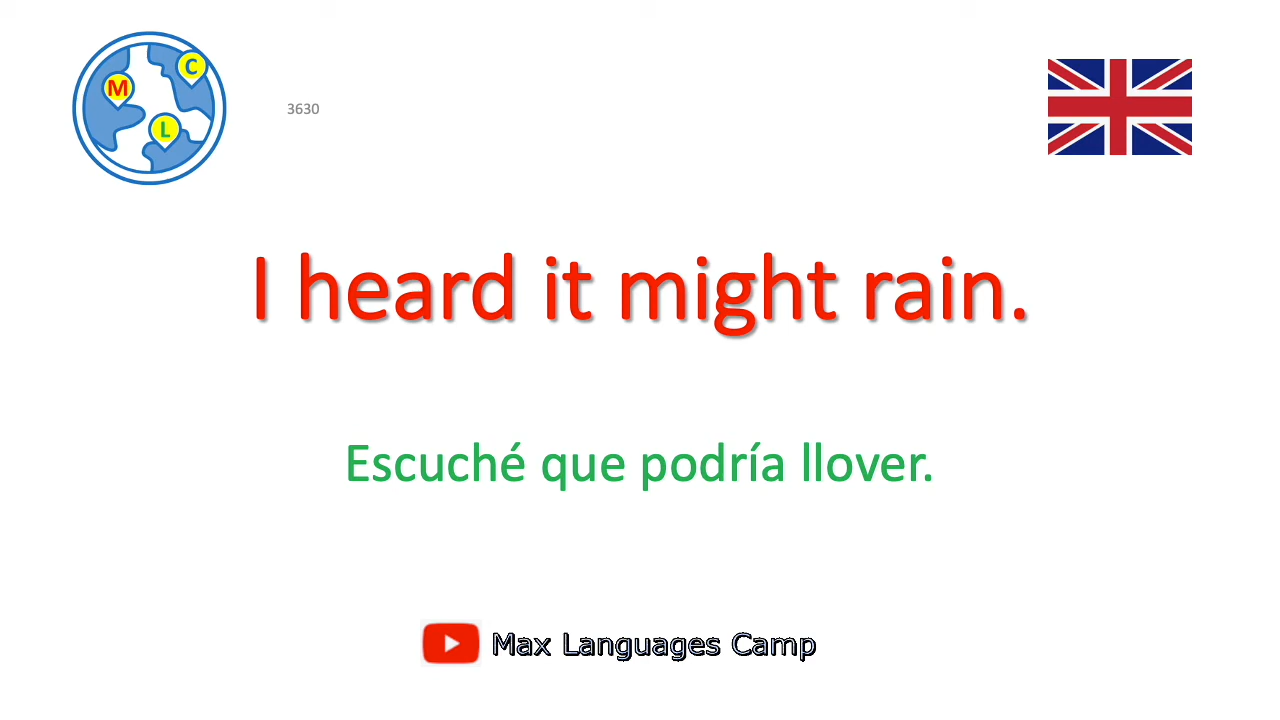 M
C
L
3630
I heard it might rain.
Escuché que podría llover.
Max Languages Camp